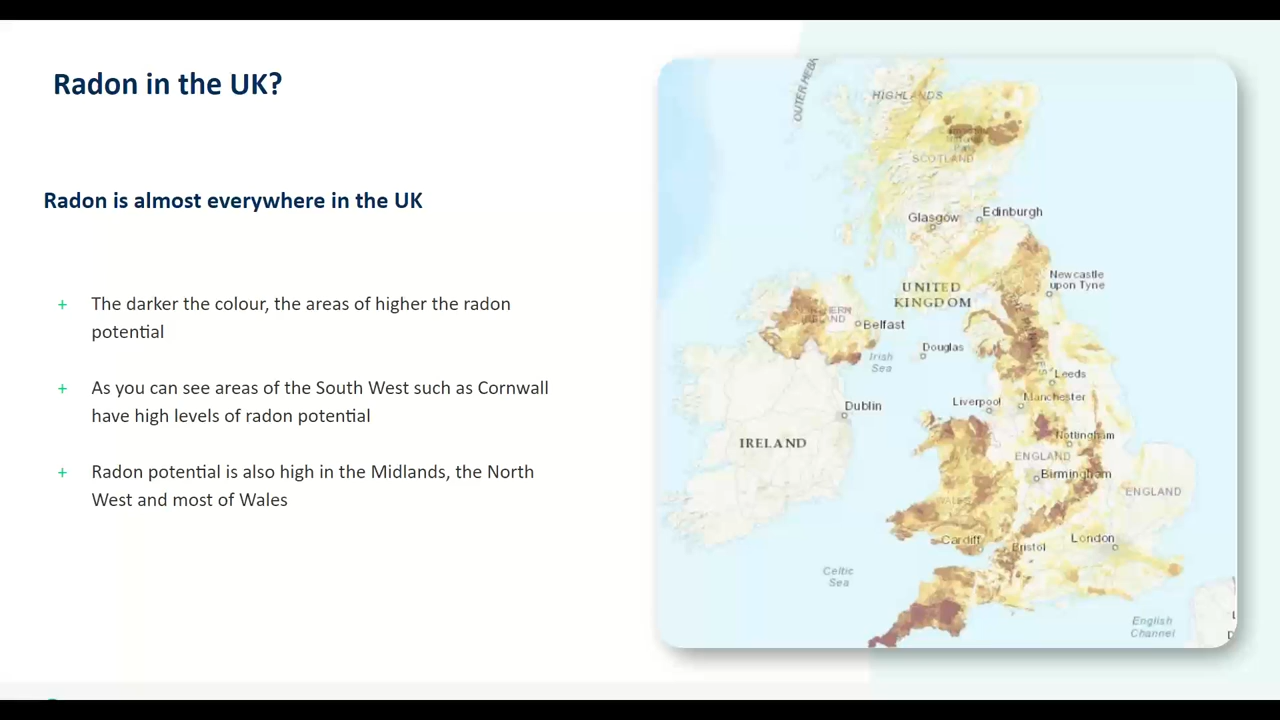 Radon in the UK?
Radon is almost everywhere in the UK
+ The darker the colour, the areas of higher the radon
potential
+ As you can see areas of the South West such as Cornwall
have high levels of radon potential
+ Radon potential is also high in the Midlands, the North
West and most of Wales
HIGHLANDS
SCOTLAND
Glasgow
Edinburgh
Newcastle
upon Tyne
UNITED
KINGDOM
Belfast
Douglas
Irish
Sea
Leeds
Liverpool
Manchester
Dublin
Nottingham
IRELAND
ENGLAND
Birmingham
ENGLAND
WALES
Cardiff
Bristol
London
Celtic
Sea
English
Channel